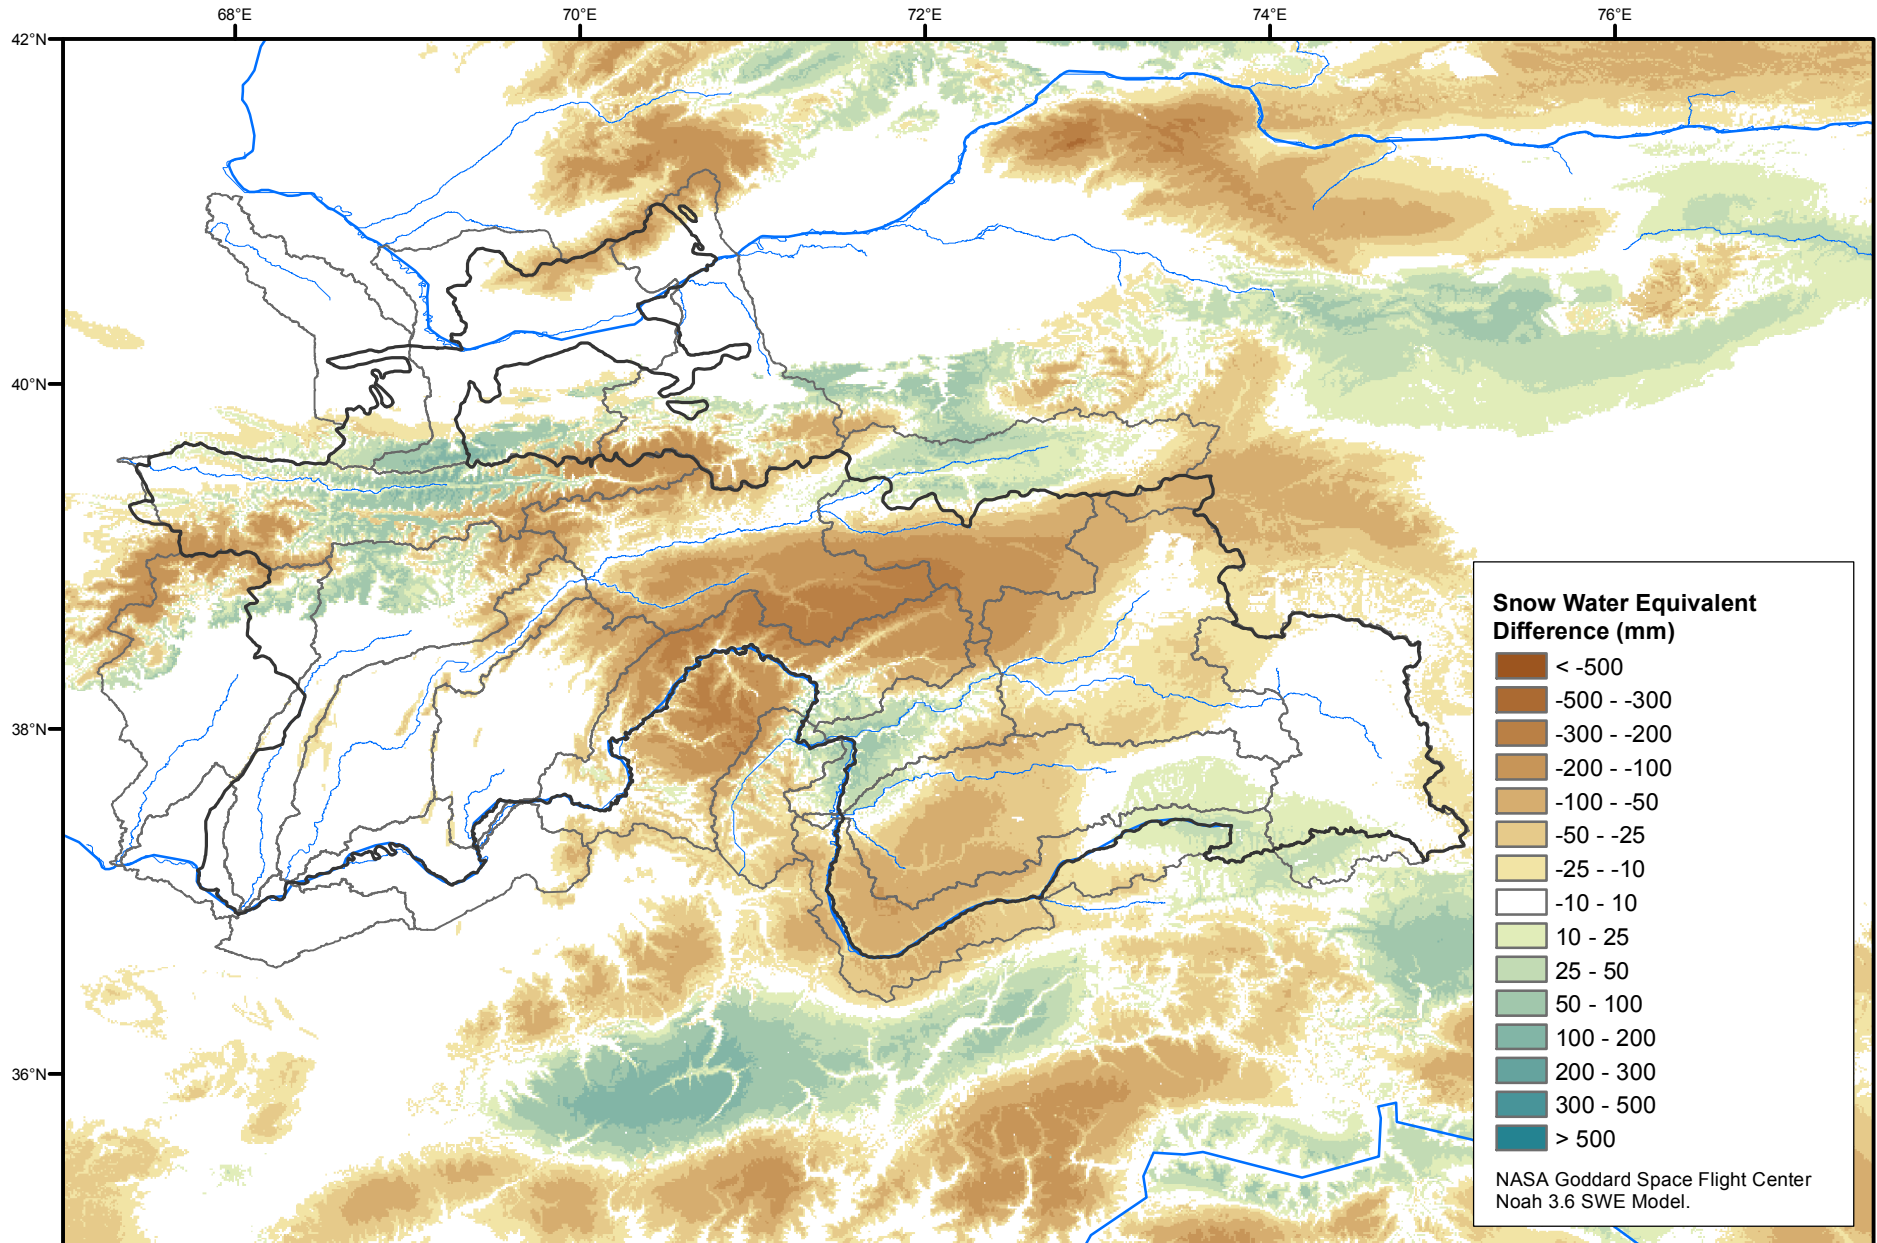 68°E
70°E
72°E
74°E
76°E
42°N
40°N
38°N
36°N
Snow Water Equivalent
Difference (mm)
< -500
-500 - -300
-300 - -200
-200 - -100
-100 - -50
-50 - -25
-25 - -10
-10 - 10
10 - 25
25 - 50
50 - 100
100 - 200
200 - 300
300 - 500
> 500
NASA Goddard Space Flight Center
Noah 3.6 SWE Model.